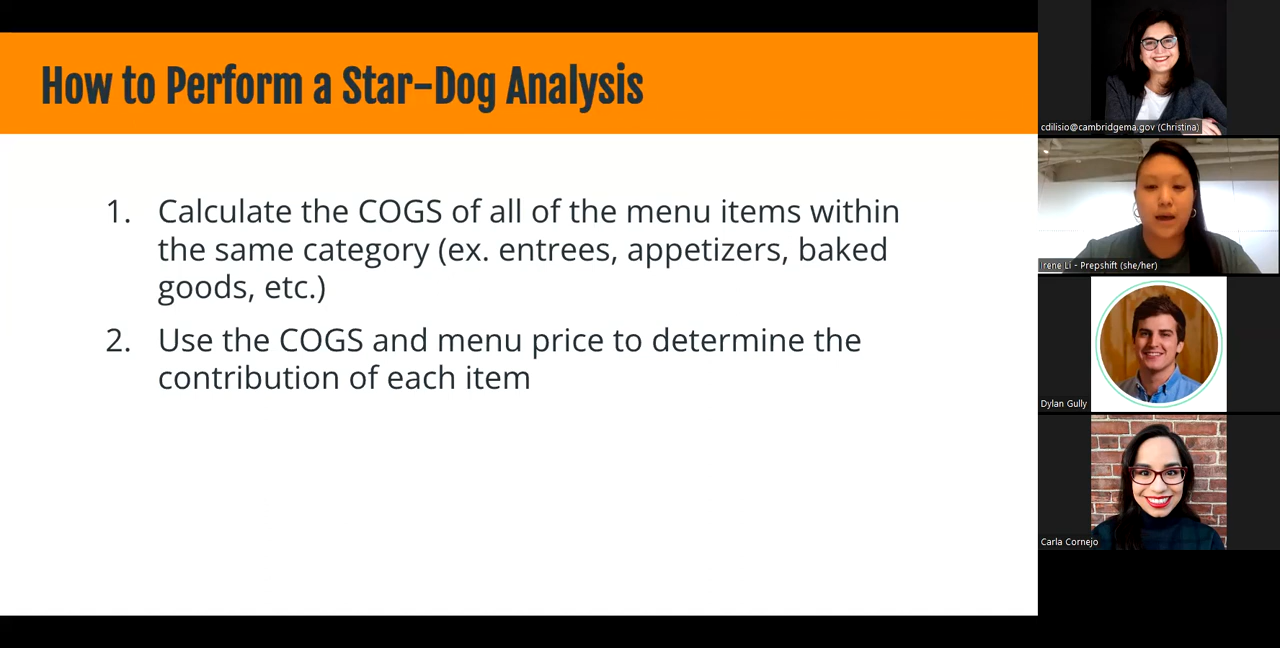 How to Perform a Star-Dog Analysis
1. Calculate the COGS of all of the menu items within
the same category (ex. entrees, appetizers, baked
goods, etc.)
2. Use the COGS and menu price to determine the
contribution of each item
cdilisio@cambridgema.gov (Christina)
Irene Li - Prepshift (she/her)
Dylan Gully
Carla Cornejo